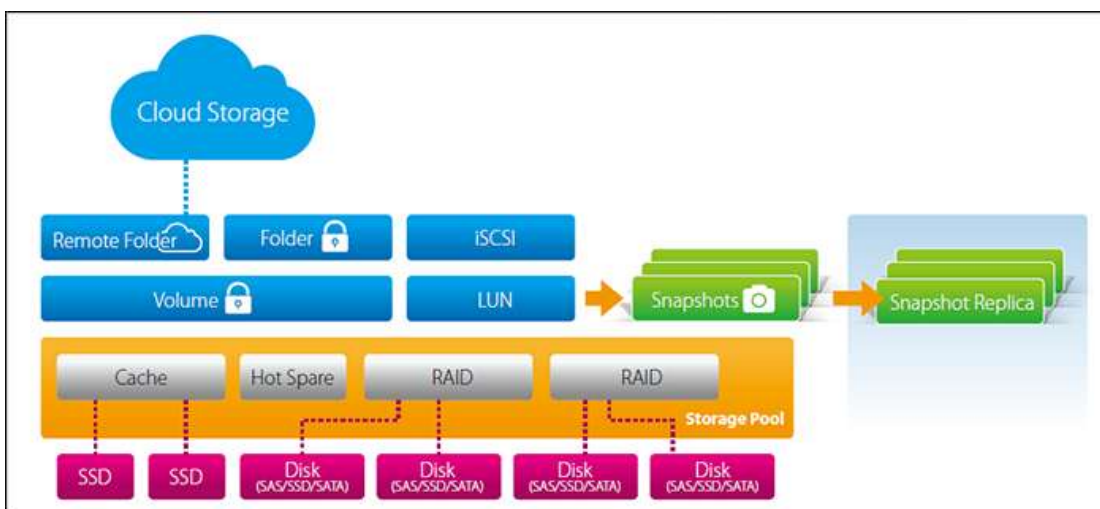 Cloud Storage
Remote Folder
Folder
iSCSI
Volume
LUN
Snapshots
Snapshot Replica
Cache
Hot Spare
RAID
RAID
Storage Pool
SSD
SSD
Disk
(SAS/SSD/SATA)
Disk
(SAS/SSD/SATA)
Disk
(SAS/SSD/SATA)
Disk
(SAS/SSD/SATA)